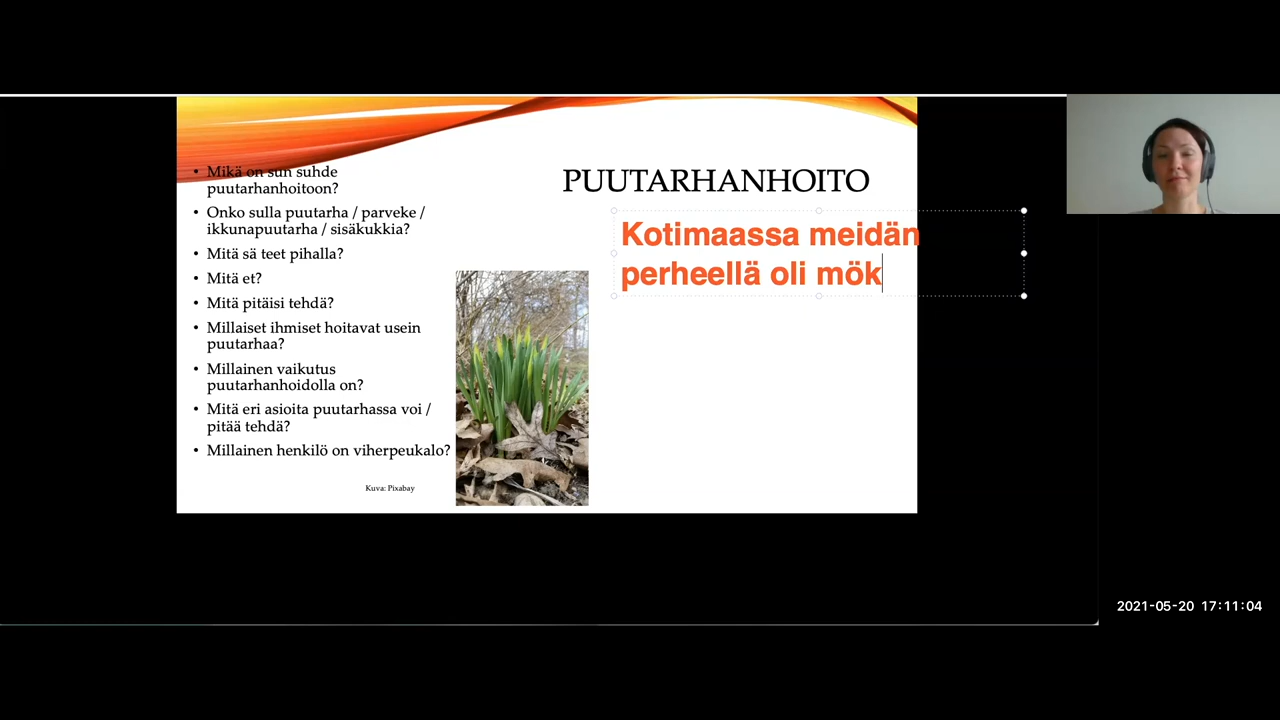 • Mikä on sun suhde
puutarhanhoitoon?
• Onko sulla puutarha / parveke /
ikkunapuutarha / sisäkukkia?
• Mitä sä teet pihalla?
• Mitä et?
• Mitä pitäisi tehdä?
• Millaiset ihmiset hoitavat usein
puutarhaa?
• Millainen vaikutus
puutarhanhoidolla on?
• Mitä eri asioita puutarhassa voi /
pitää tehdä?
• Millainen henkilö on viherpeukalo?
Kuva: Pixabay
PUUTARHANHOITO
Kotimaassa meidän
perheellä oli mök
2021-05-20 17:11:04